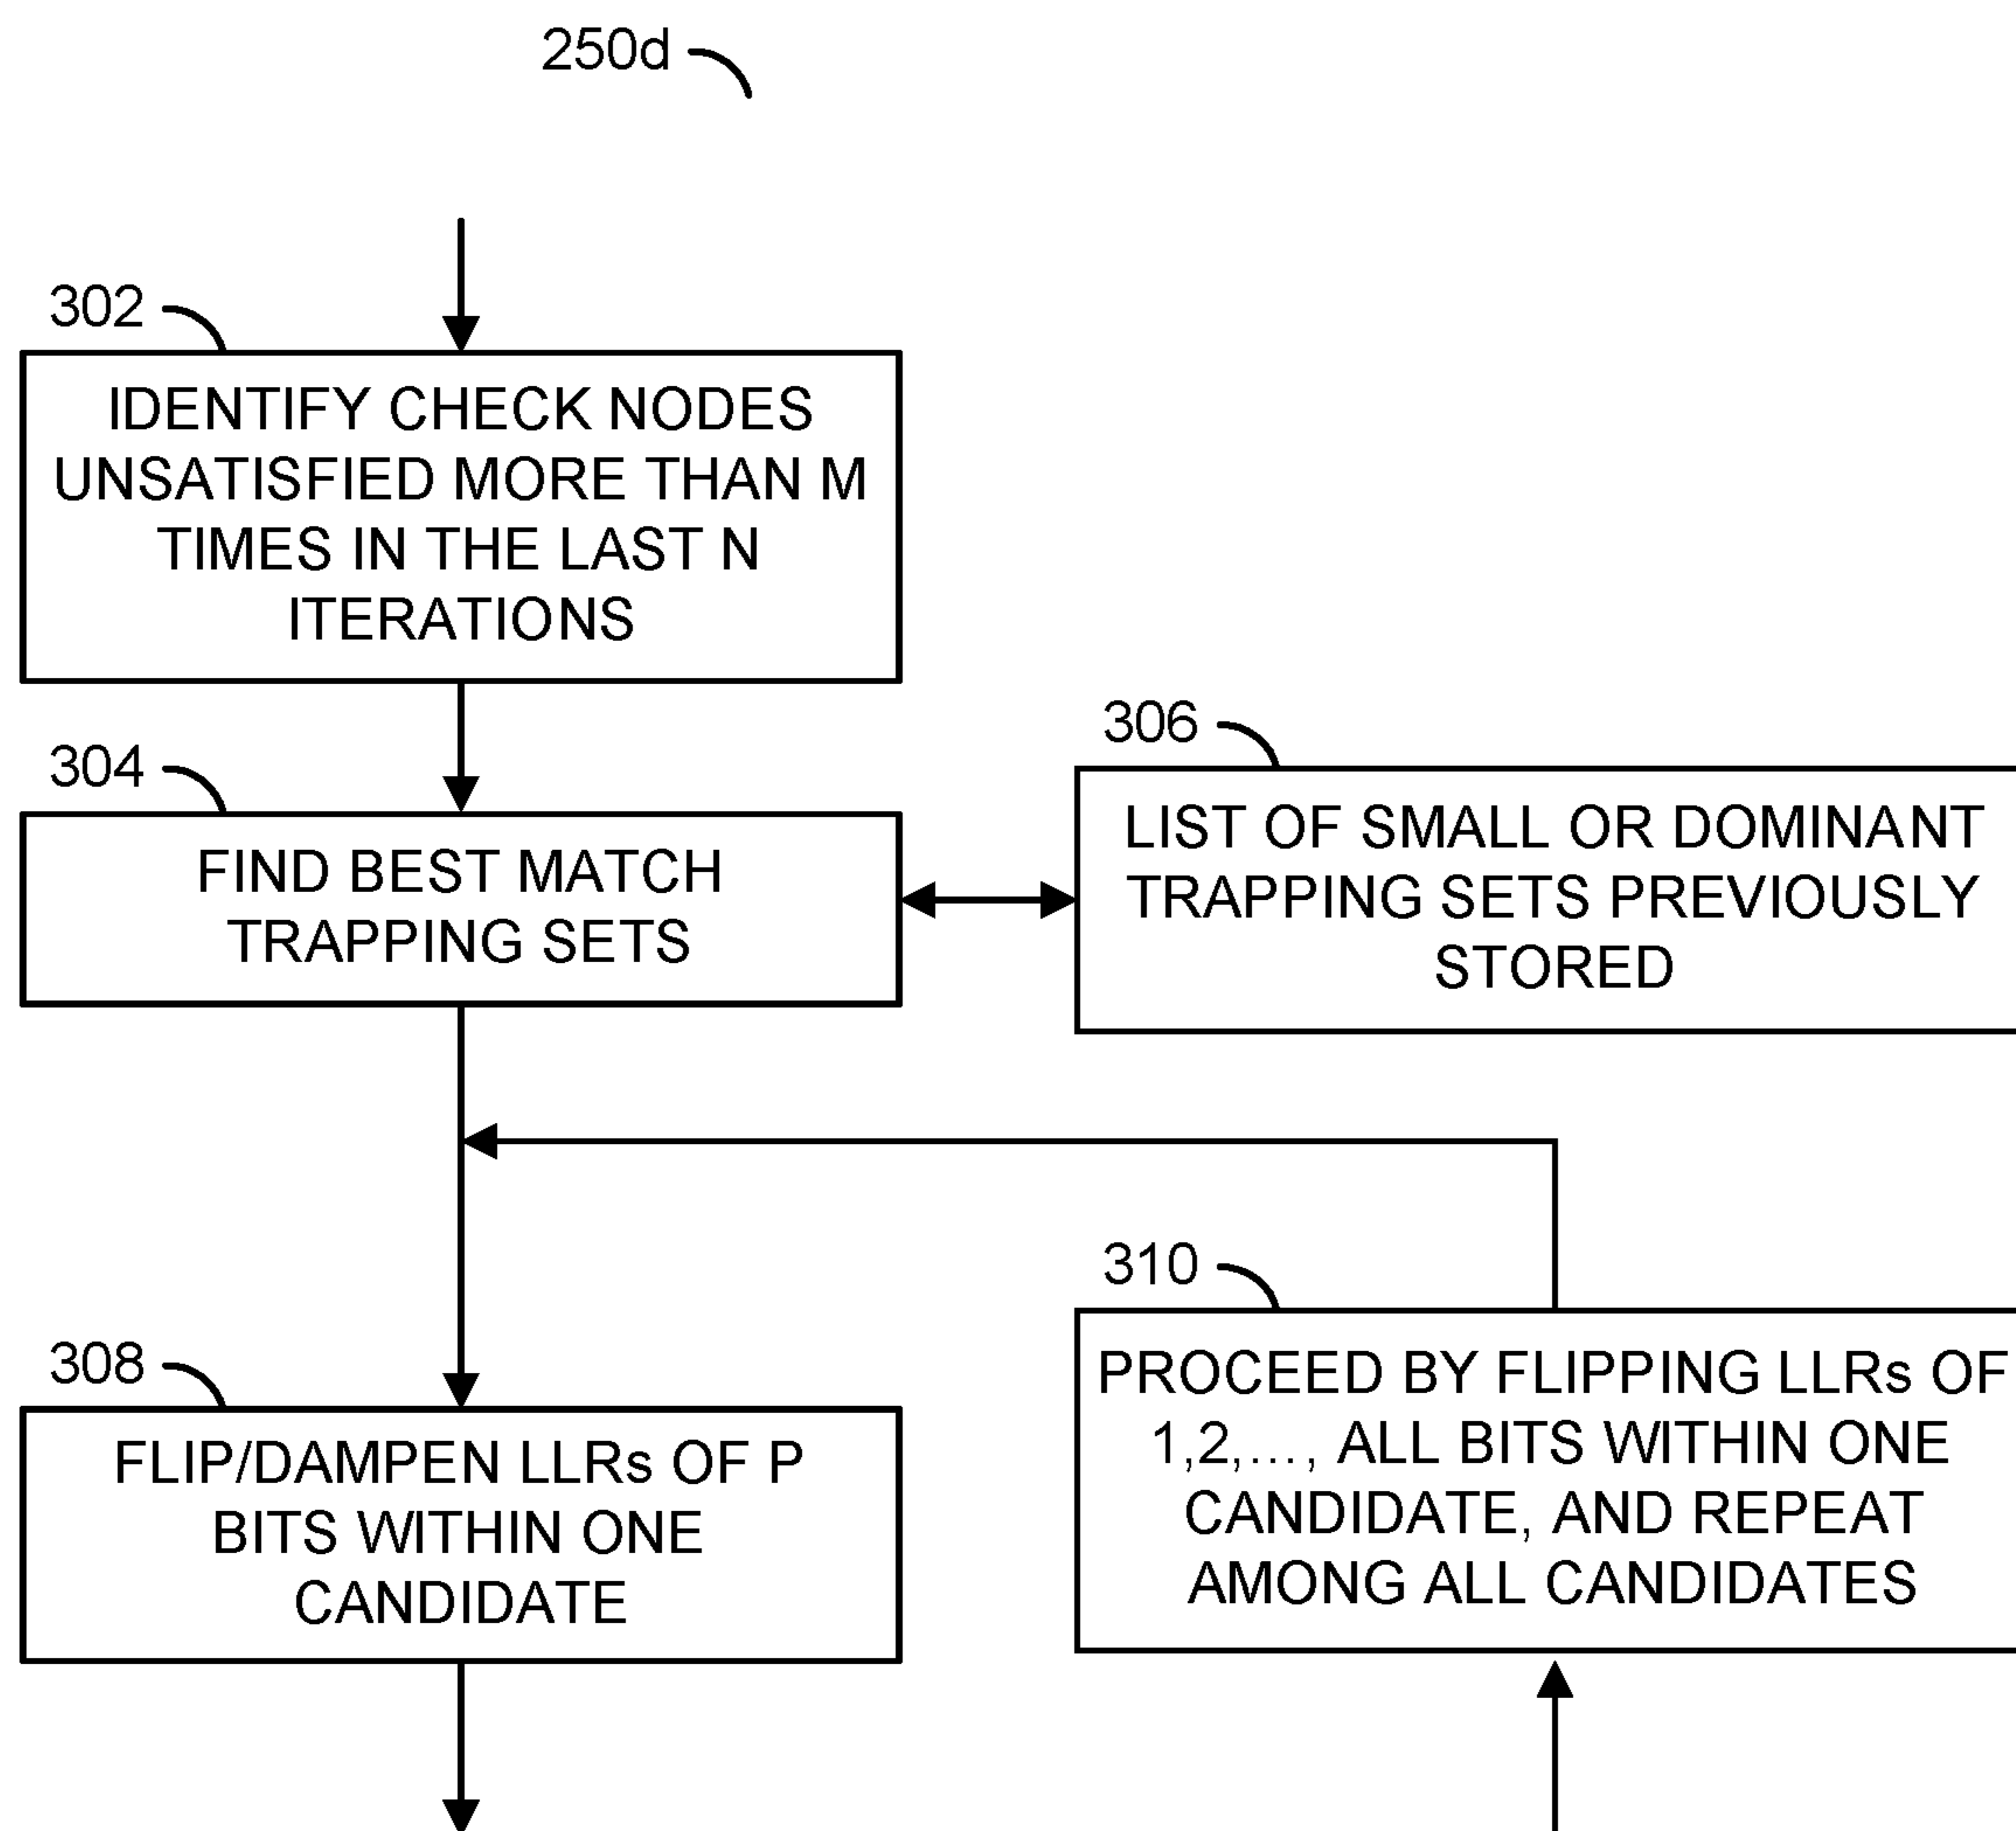 250d
302
IDENTIFY CHECK NODES
UNSATISFIED MORE THAN M
TIMES IN THE LAST N
ITERATIONS
304
FIND BEST MATCH
TRAPPING SETS
306
LIST OF SMALL OR DOMINANT
TRAPPING SETS PREVIOUSLY
STORED
308
FLIP/DAMPEN LLRs OF P
BITS WITHIN ONE
CANDIDATE
310
PROCEED BY FLIPPING LLRs OF
1,2,..., ALL BITS WITHIN ONE
CANDIDATE, AND REPEAT
AMONG ALL CANDIDATES